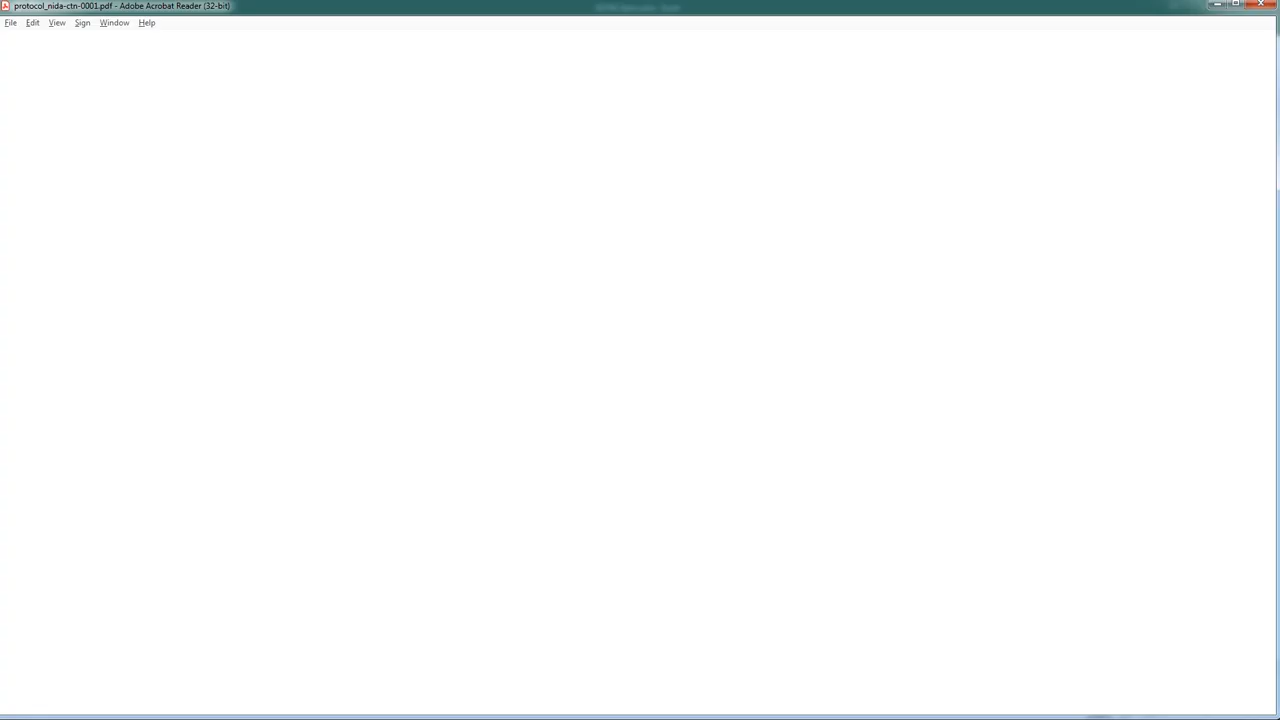 protocol_nida-ctn-0001.pdf - Adobe Acrobat Reader (32-bit)
File Edit View Sign Window Help